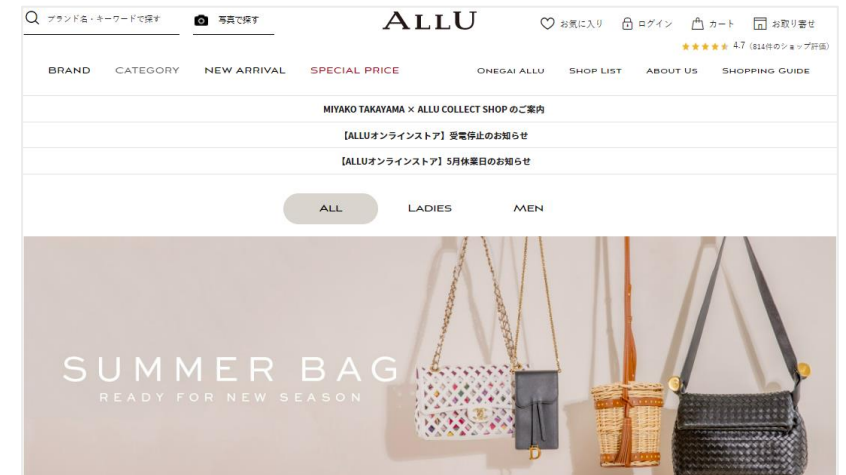 ブランド名・キーワードで探す
写真で探す
ALLU
お気に入り
ログイン
カート
お取り寄せ
4.7 (814件のショップ評価)
BRAND CATEGORY NEW ARRIVAL SPECIAL PRICE ONEGAI ALLU SHOP LIST ABOUT US SHOPPING GUIDE
MIYAKO TAKAYAMA × ALLU COLLECT SHOP のご案内
【ALLUオンラインストア】受電停止のお知らせ
【ALLUオンラインストア】5月休業日のお知らせ
ALL LADIES MEN
SUMMER BAG
READY FOR NEW SEASON